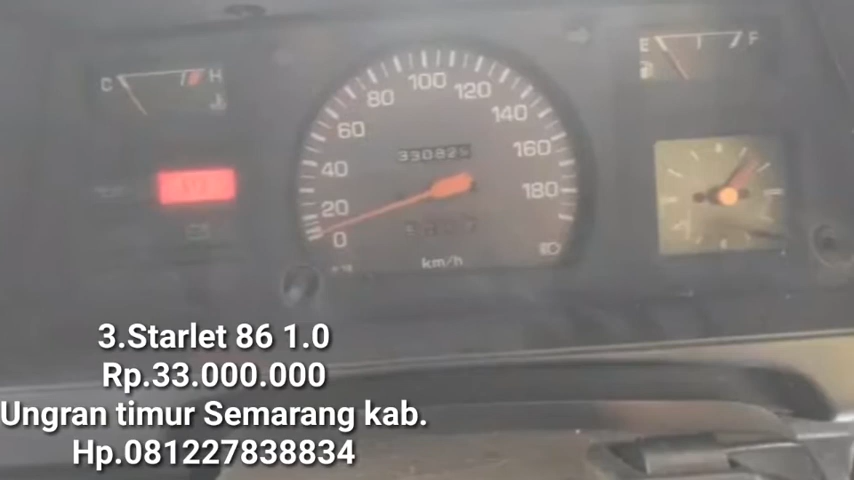 C H
E F
0 20 40 60 80 100 120 140 160 180
330825
km/h
3.Starlet 86 1.0
Rp.33.000.000
Ungran timur Semarang kab.
Hp.081227838834